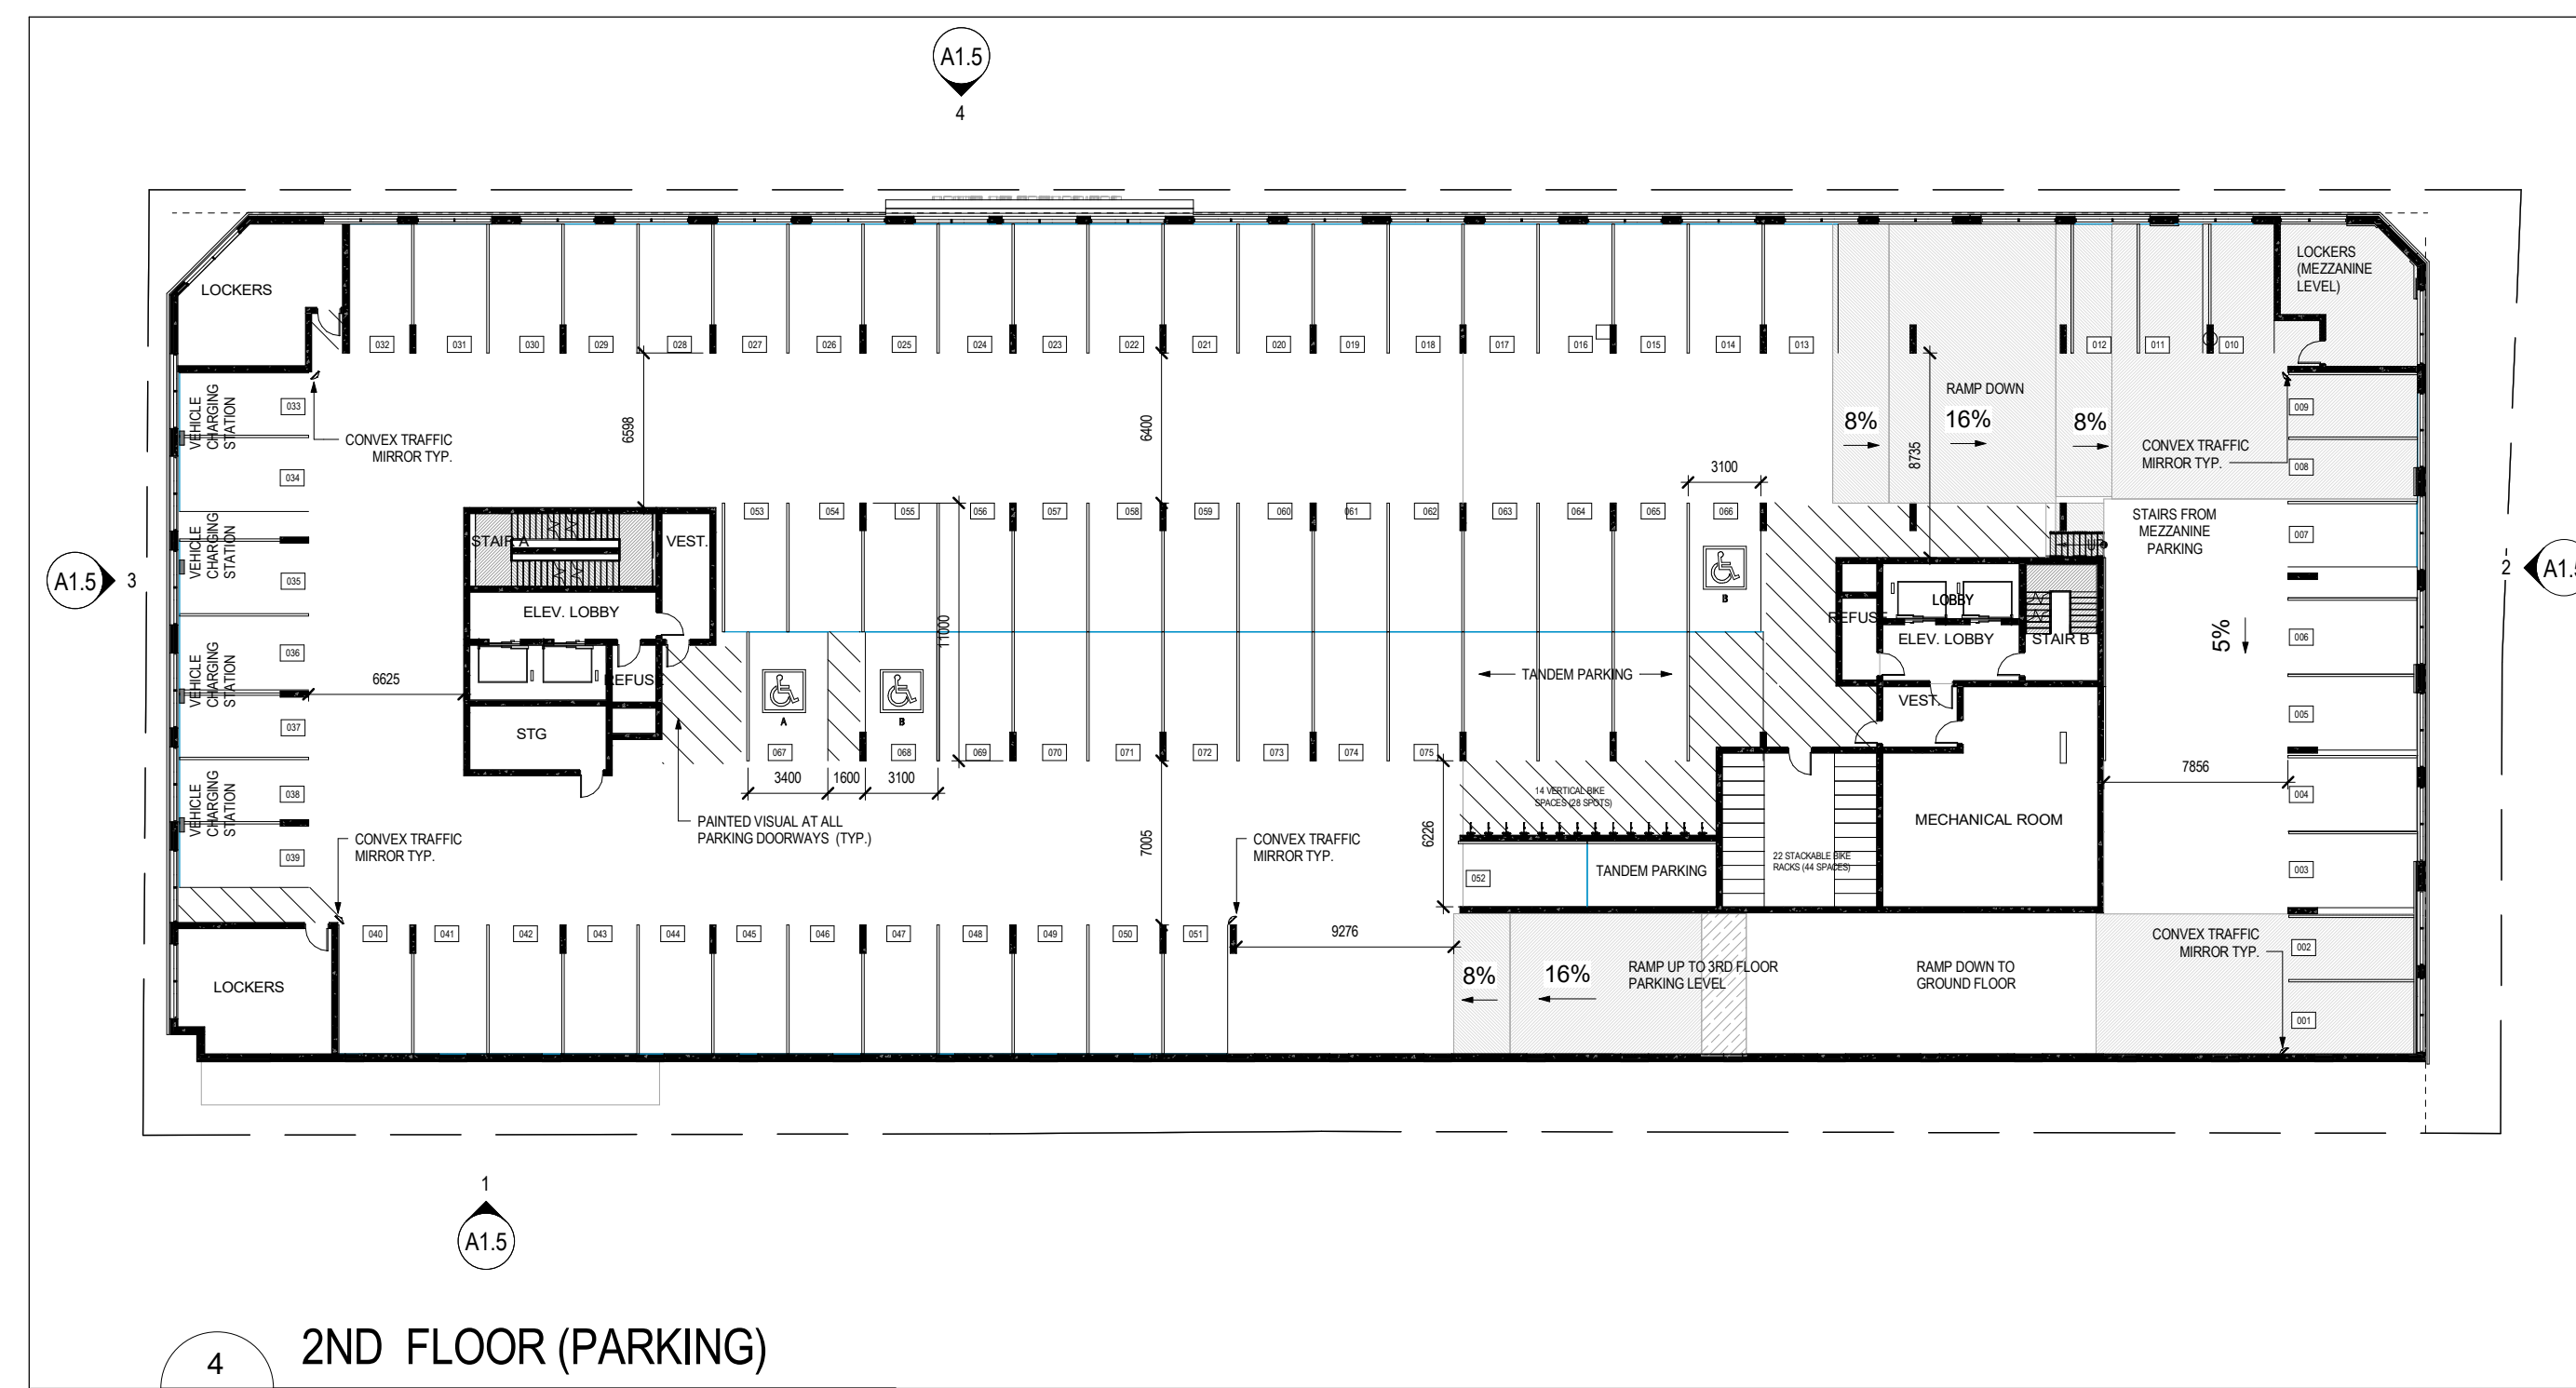 A1.5
4
LOCKERS
LOCKERS
(MEZZANINE
LEVEL)
032
031
030
029
028
027
026
025
024
023
022
021
020
019
018
017
016
015
014
013
012
011
010
VEHICLE
CHARGING
STATION
033
034
CONVEX TRAFFIC
MIRROR TYP.
6598
6400
8%
RAMP DOWN
16%
8%
8735
CONVEX TRAFFIC
MIRROR TYP.
009
008
3100
053
054
055
056
057
058
059
060
061
062
063
064
065
066
STAIRS FROM
MEZZANINE
PARKING
007
A1.5
3
VEHICLE
CHARGING
STATION
035
STAIR A
VEST.
ELEV. LOBBY
B
UP
2
A1.5
11000
REFUSE
LOBBY
ELEV. LOBBY
STAIR B
5%
006
VEHICLE
CHARGING
STATION
036
037
6625
REFUSE
STG
A
B
TANDEM PARKING
VEST.
005
067
068
069
070
071
072
073
074
075
3400
1600
3100
7856
VEHICLE
CHARGING
STATION
038
039
14 VERTICAL BIKE
SPACES (28 SPOTS)
004
PAINTED VISUAL AT ALL
PARKING DOORWAYS (TYP.)
MECHANICAL ROOM
CONVEX TRAFFIC
MIRROR TYP.
7005
CONVEX TRAFFIC
MIRROR TYP.
6226
052
TANDEM PARKING
22 STACKABLE BIKE
RACKS (44 SPACES)
003
040
041
042
043
044
045
046
047
048
049
050
051
9276
CONVEX TRAFFIC
MIRROR TYP.
002
LOCKERS
8%
16%
RAMP UP TO 3RD FLOOR
PARKING LEVEL
RAMP DOWN TO
GROUND FLOOR
001
1
A1.5
4
2ND FLOOR (PARKING)